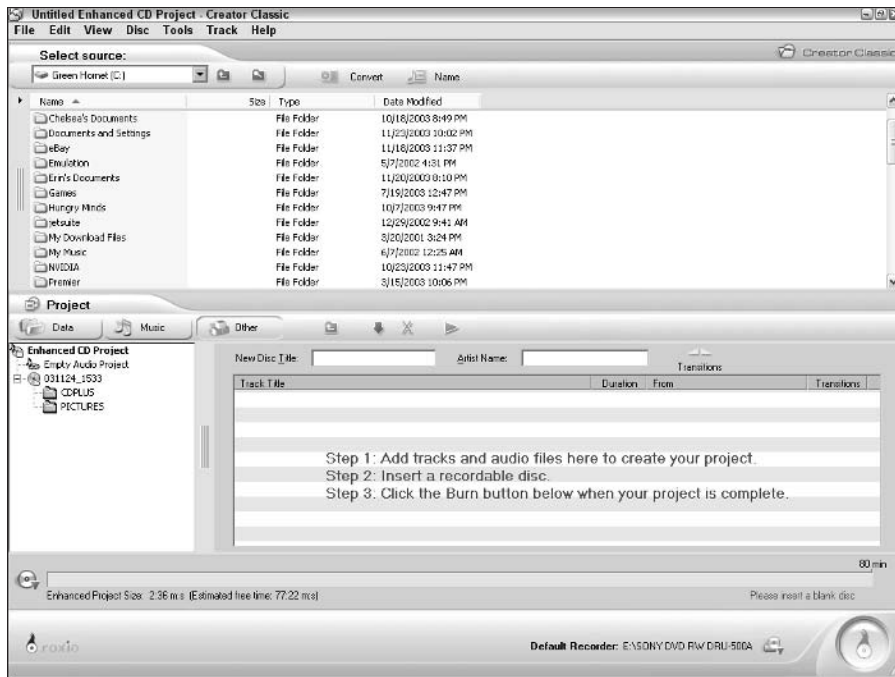 Untitled Enhanced CD Project - Creator Classic
File Edit View Disc Tools Track Help
Select source:
Creator Classic
Green Hornet (C:)
Convert
Name
Name Size Type Date Modified
Chelsea's Documents File Folder 10/18/2003 8:49 PM
Documents and Settings File Folder 11/23/2003 10:02 PM
eBay File Folder 11/18/2003 11:37 PM
Emulation File Folder 5/7/2002 4:31 PM
Erin's Documents File Folder 11/20/2003 8:10 PM
Games File Folder 7/19/2003 12:47 PM
Hungry Minds File Folder 10/7/2003 9:47 PM
jetsuite File Folder 12/29/2002 9:41 AM
My Download Files File Folder 3/20/2001 3:24 PM
My Music File Folder 6/7/2002 12:25 AM
NVIDIA File Folder 10/23/2003 11:47 PM
Premier File Folder 3/15/2003 10:06 PM
Project
Data Music Other
Enhanced CD Project
Empty Audio Project
031124_1533
CDPLUS
PICTURES
New Disc Title: Artist Name: Transitions
Track Title Duration From Transitions
Step 1: Add tracks and audio files here to create your project.
Step 2: Insert a recordable disc.
Step 3: Click the Burn button below when your project is complete.
80 min
Enhanced Project Size: 2:36 m:s (Estimated free time: 77:22 m:s)
Please insert a blank disc
roxio
Default Recorder: E:\SONY DVD RW DRU-500A